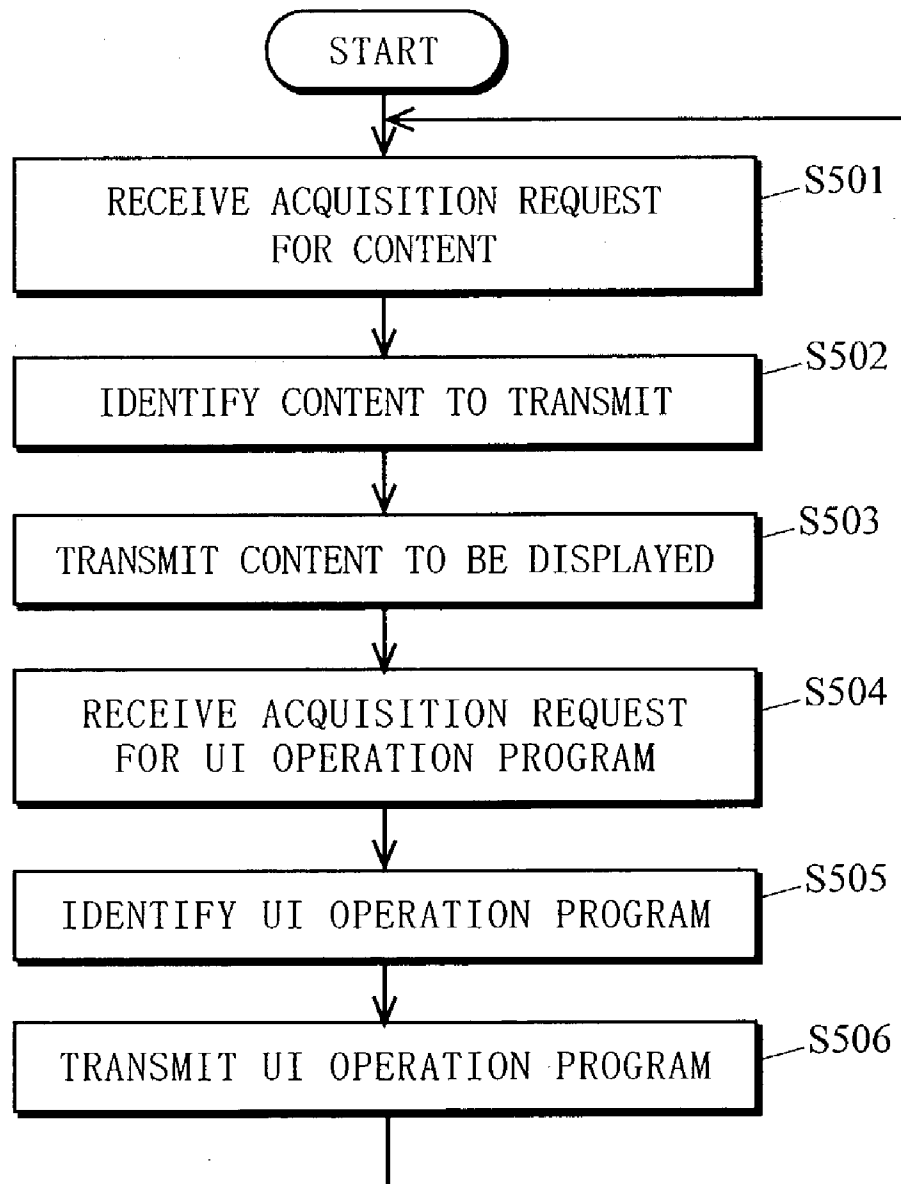 START
RECEIVE ACQUISITION REQUEST
FOR CONTENT
S501
IDENTIFY CONTENT TO TRANSMIT
S502
TRANSMIT CONTENT TO BE DISPLAYED
S503
RECEIVE ACQUISITION REQUEST
FOR UI OPERATION PROGRAM
S504
IDENTIFY UI OPERATION PROGRAM
S505
TRANSMIT UI OPERATION PROGRAM
S506